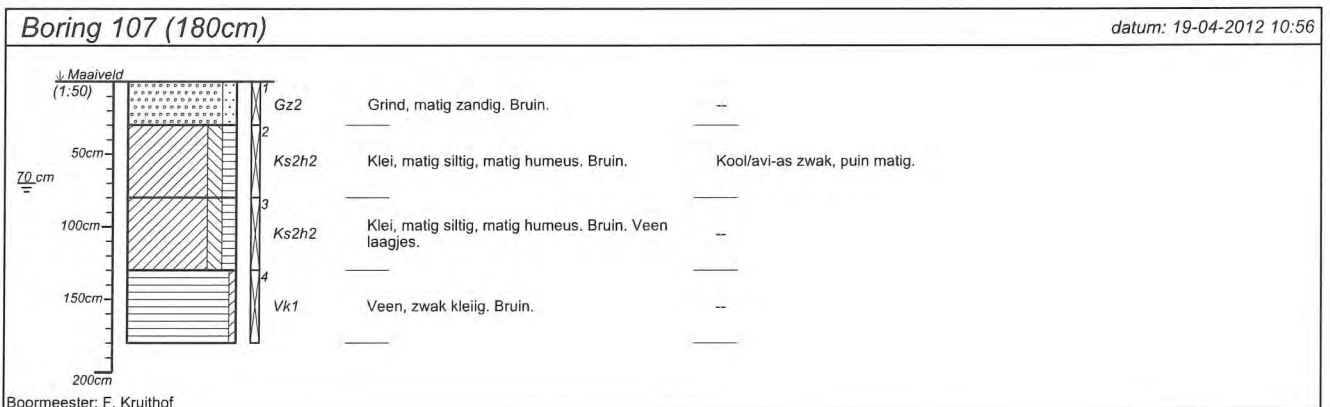 Boring 107 (180cm)
datum: 19-04-2012 10:56
Maaiveld
(1:50)
1
Gz2
Grind, matig zandig. Bruin.
--
2
50cm
Ks2h2
Klei, matig siltig, matig humeus. Bruin.
Kool/avi-as zwak, puin matig.
70 cm
3
100cm
Ks2h2
Klei, matig siltig, matig humeus. Bruin. Veen
laagjes.
--
4
150cm
Vk1
Veen, zwak kleiig. Bruin.
--
200cm
Boormeester: F. Kruithof